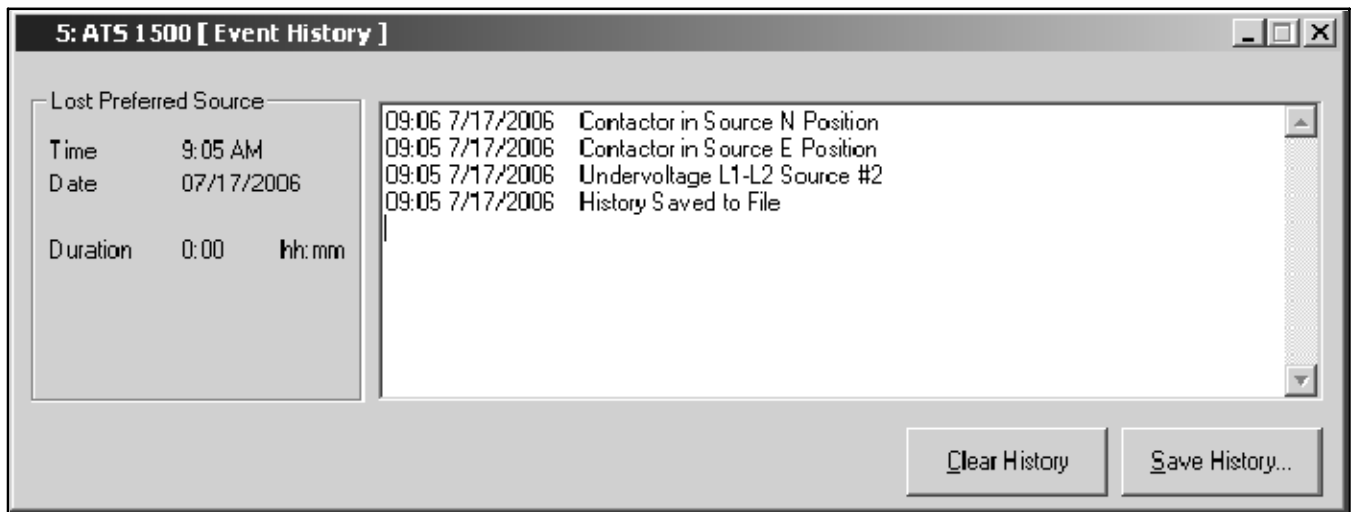 5: ATS 1500 [ Event History ]
Lost Preferred Source
Time 9:05 AM
Date 07/17/2006
Duration 0:00 hh:mm
09:06 7/17/2006 Contactor in Source N Position
09:05 7/17/2006 Contactor in Source E Position
09:05 7/17/2006 Undervoltage L1-L2 Source #2
09:05 7/17/2006 History Saved to File
Clear History
Save History...